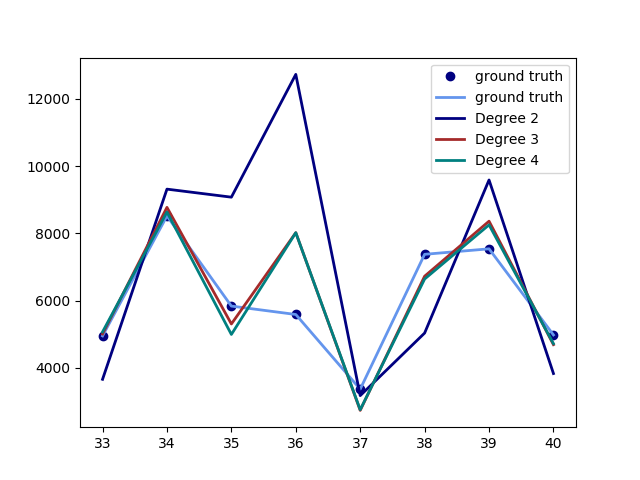 ground truth
ground truth
Degree 2
Degree 3
Degree 4
12000
10000
8000
6000
4000
33 34 35 36 37 38 39 40